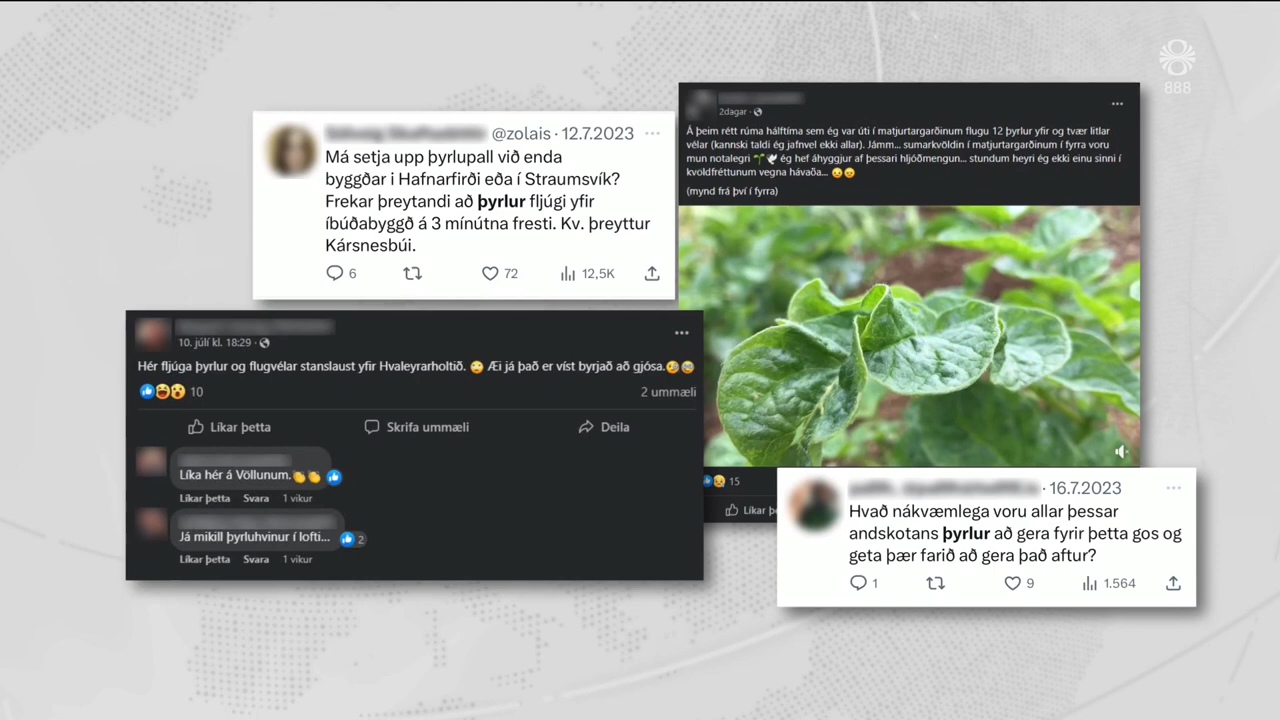 888
@zolais · 12.7.2023
Má setja upp þyrlupall við enda
byggðar i Hafnarfirði eða í Straumsvík?
Frekar þreytandi að þyrlur fljúgi yfir
íbúðabyggð á 3 mínútna fresti. Kv. þreyttur
Kársnesbúi.
6 72 12,5K
2dagar ·
Á þeim rétt rúma hálftíma sem ég var úti í matjurtargarðinum flugu 12 þyrlur yfir og tvær litlar
vélar (kannski taldi ég jafnvel ekki allar). Jámm... sumarkvöldin í matjurtargarðinum í fyrra voru
mun notalegri 🌱🕊 ég hef áhyggjur af þessari hljóðmengun... stundum heyri ég ekki einu sinni í
kvoldfréttunum vegna hávaða... 😟😠
(mynd frá því í fyrra)
15
Líkar þe
10. júlí kl. 18:29 ·
Hér fljúga þyrlur og flugvélar stanslaust yfir Hvaleyrarholtið. 🙄 Æi já það er víst byrjað að gjósa.
10
2 ummæli
Líkar þetta Skrifa ummæli Deila
Líka hér á Völlunum.👏👏
Líkar þetta Svara 1 vikur
Já mikill þyrluhvinur í lofti...
2
Líkar þetta Svara 1 vikur
· 16.7.2023
Hvað nákvæmlega voru allar þessar
andskotans þyrlur að gera fyrir þetta gos og
geta þær farið að gera það aftur?
1 9 1.564